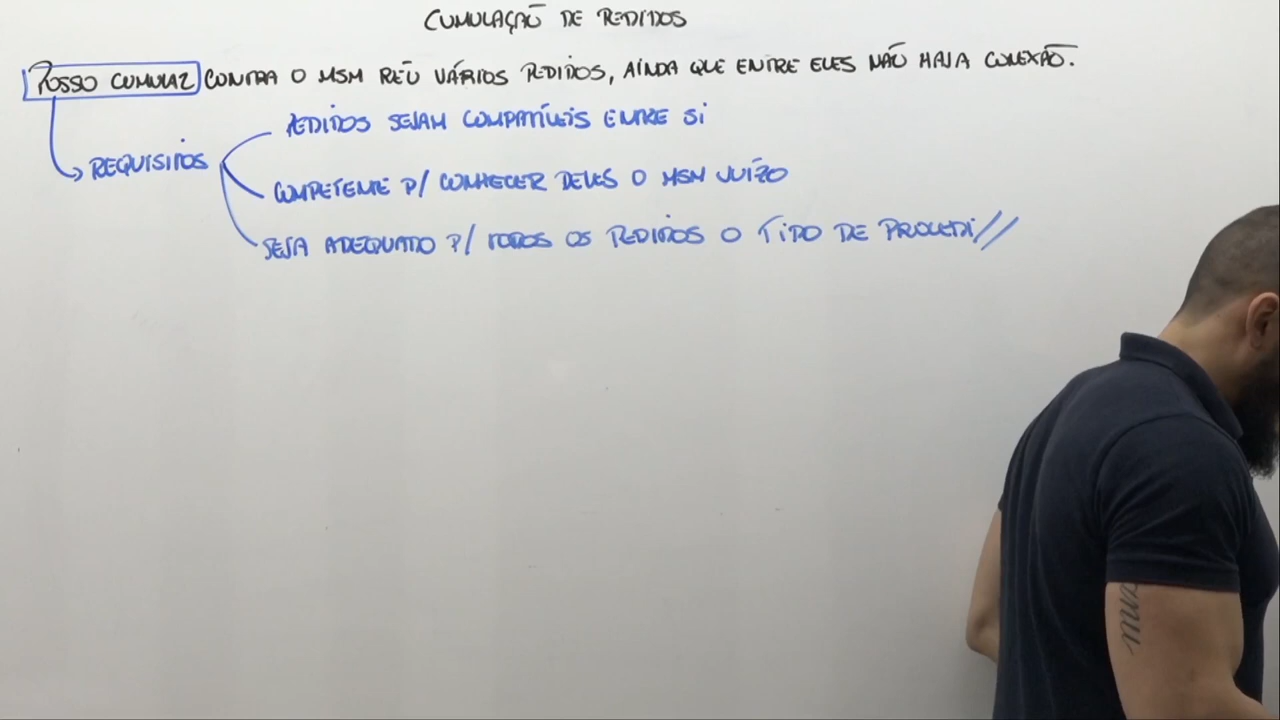 CUMULAÇÃO DE PEDIDOS
POSSO CUMULAR CONTRA O MSM RÉU VÁRIOS PEDIDOS, AINDA QUE ENTRE ELES NÃO HAJA CONEXÃO.
PEDIDOS SEJAM COMPATÍVEIS ENTRE SI
REQUISITOS
COMPETENTE P/ CONHECER DELES O MSM JUÍZO
SEJA ADEQUADO P/ TODOS OS PEDIDOS O TIPO DE PROCEDI//